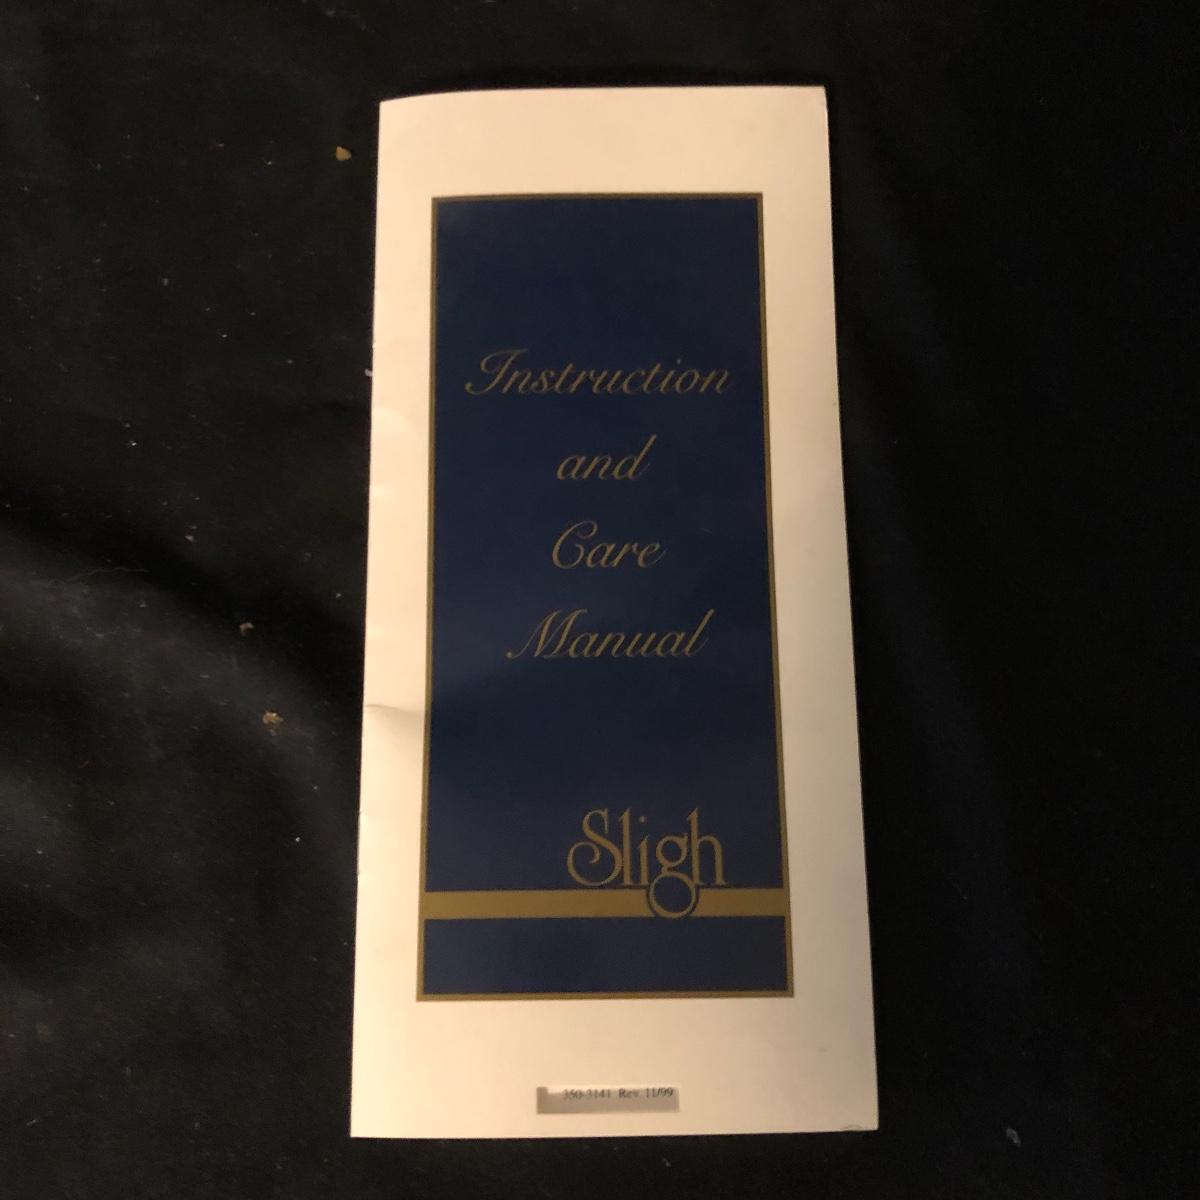 Instruction
and
Care
Manual
Sligh
350-3141 Rev. 11/99